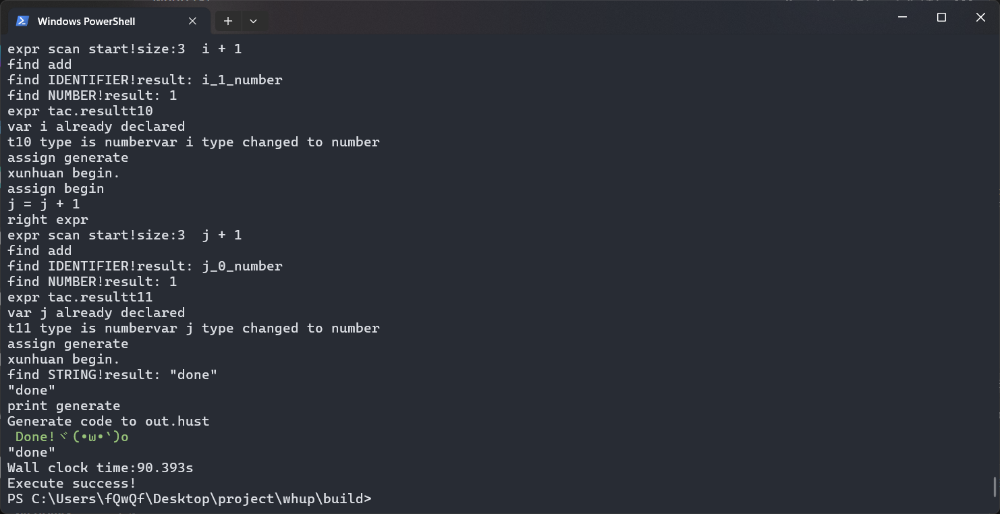 Windows PowerShell
expr scan start!size:3  i + 1
find add
find IDENTIFIER!result: i_1_number
find NUMBER!result: 1
expr tac.resultt10
var i already declared
t10 type is numbervar i type changed to number
assign generate
xunhuan begin.
assign begin
j = j + 1
right expr
expr scan start!size:3  j + 1
find add
find IDENTIFIER!result: j_0_number
find NUMBER!result: 1
expr tac.resultt11
var j already declared
t11 type is numbervar j type changed to number
assign generate
xunhuan begin.
find STRING!result: "done"
"done"
print generate
Generate code to out.hust
Done!ヾ(•ω•`)o
"done"
Wall clock time:90.393s
Execute success!
PS C:\Users\fQwQf\Desktop\project\whup\build>